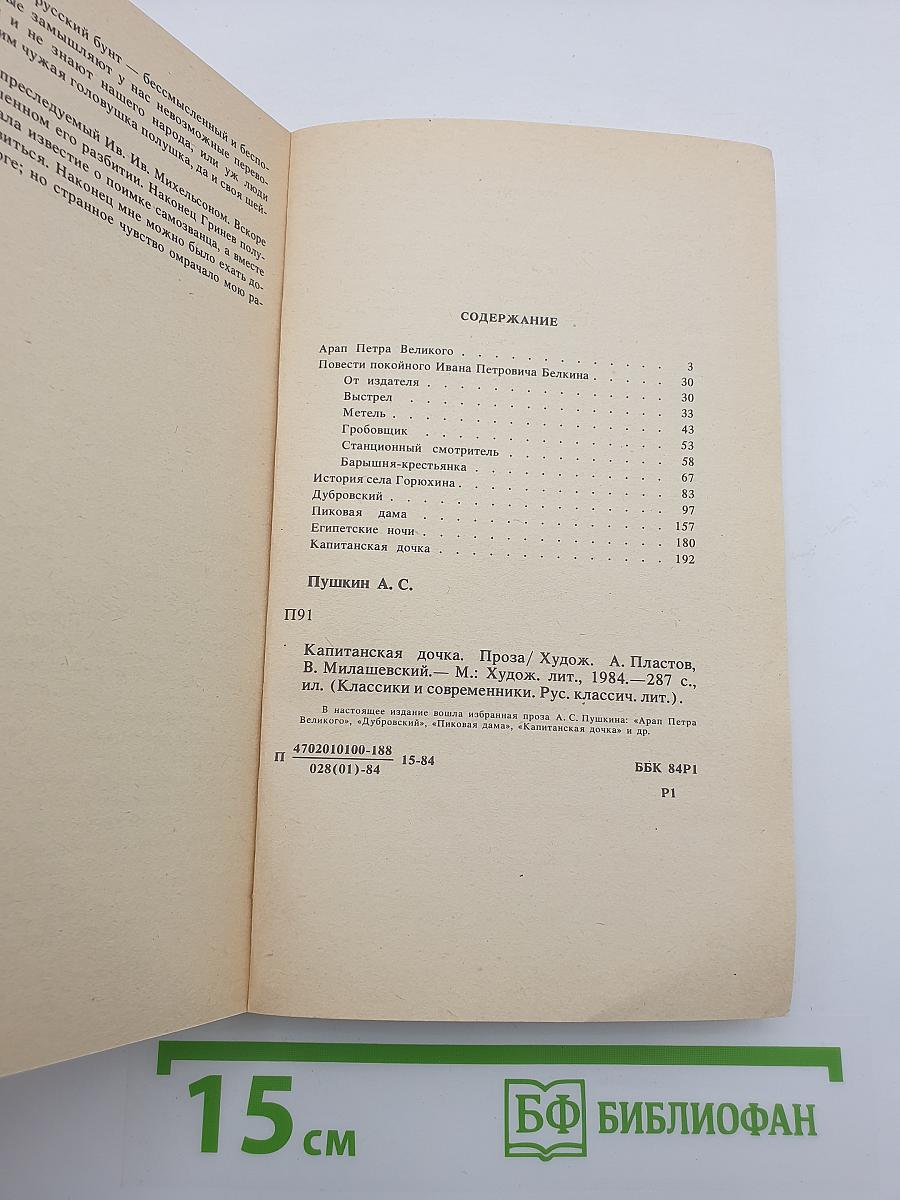 русский бунт — бессмысленный и беспо-
замышляют у нас невозможные перево-
и не знают нашего народа, или уж люди
чужая головушка полушка, да и своя шей-
преследуемый Ив. Ив. Михельсоном. Вскоре
его разбитии. Наконец Гринев полу-
известие о поимке самозванца, а вместе
Наконец мне можно было ехать до-
но странное чувство омрачало мою ра-
СОДЕРЖАНИЕ
Арап Петра Великого . . . . . . . . . . . . . 3
Повести покойного Ивана Петровича Белкина . . . . . 30
От издателя . . . . . . . . . . . . . 30
Выстрел . . . . . . . . . . . . . 33
Метель . . . . . . . . . . . . . 43
Гробовщик . . . . . . . . . . . . . 53
Станционный смотритель . . . . . . . . . 58
Барышня-крестьянка . . . . . . . . . . 67
История села Горюхина . . . . . . . . . . . . 83
Дубровский . . . . . . . . . . . . . . . 97
Пиковая дама . . . . . . . . . . . . . . 157
Египетские ночи . . . . . . . . . . . . . . 180
Капитанская дочка . . . . . . . . . . . . . 192
Пушкин А. С.
П91
Капитанская дочка. Проза/ Худож. А. Пластов,
В. Милашевский.— М.: Худож. лит., 1984.—287 с.,
ил. (Классики и современники. Рус. классич. лит.).
В настоящее издание вошла избранная проза А. С. Пушкина: «Арап Петра
Великого», «Дубровский», «Пиковая дама», «Капитанская дочка» и др.
П 4702010100-188 15-84
028(01)-84
ББК 84Р1
Р1
15 см
БФ БИБЛИОФАН